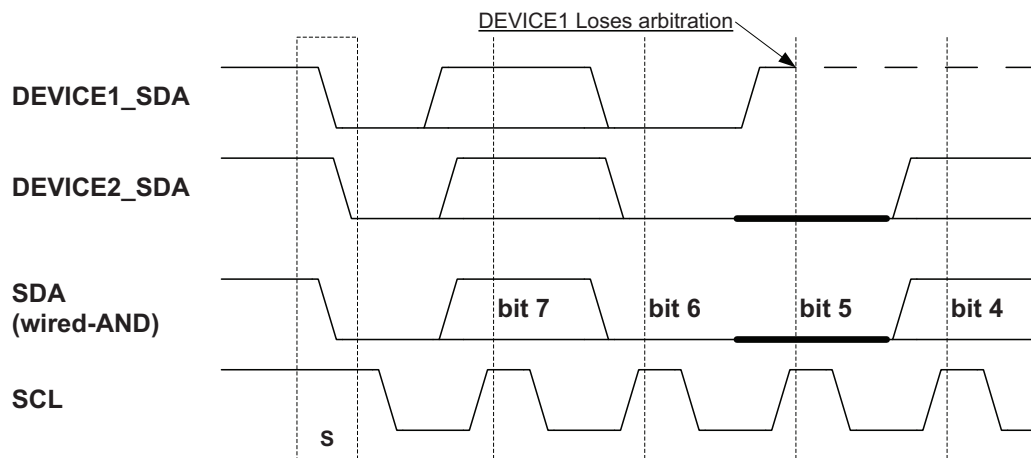 DEVICE1 Loses arbitration
DEVICE1_SDA
DEVICE2_SDA
SDA
(wired-AND)
bit 7 bit 6 bit 5 bit 4
SCL
S